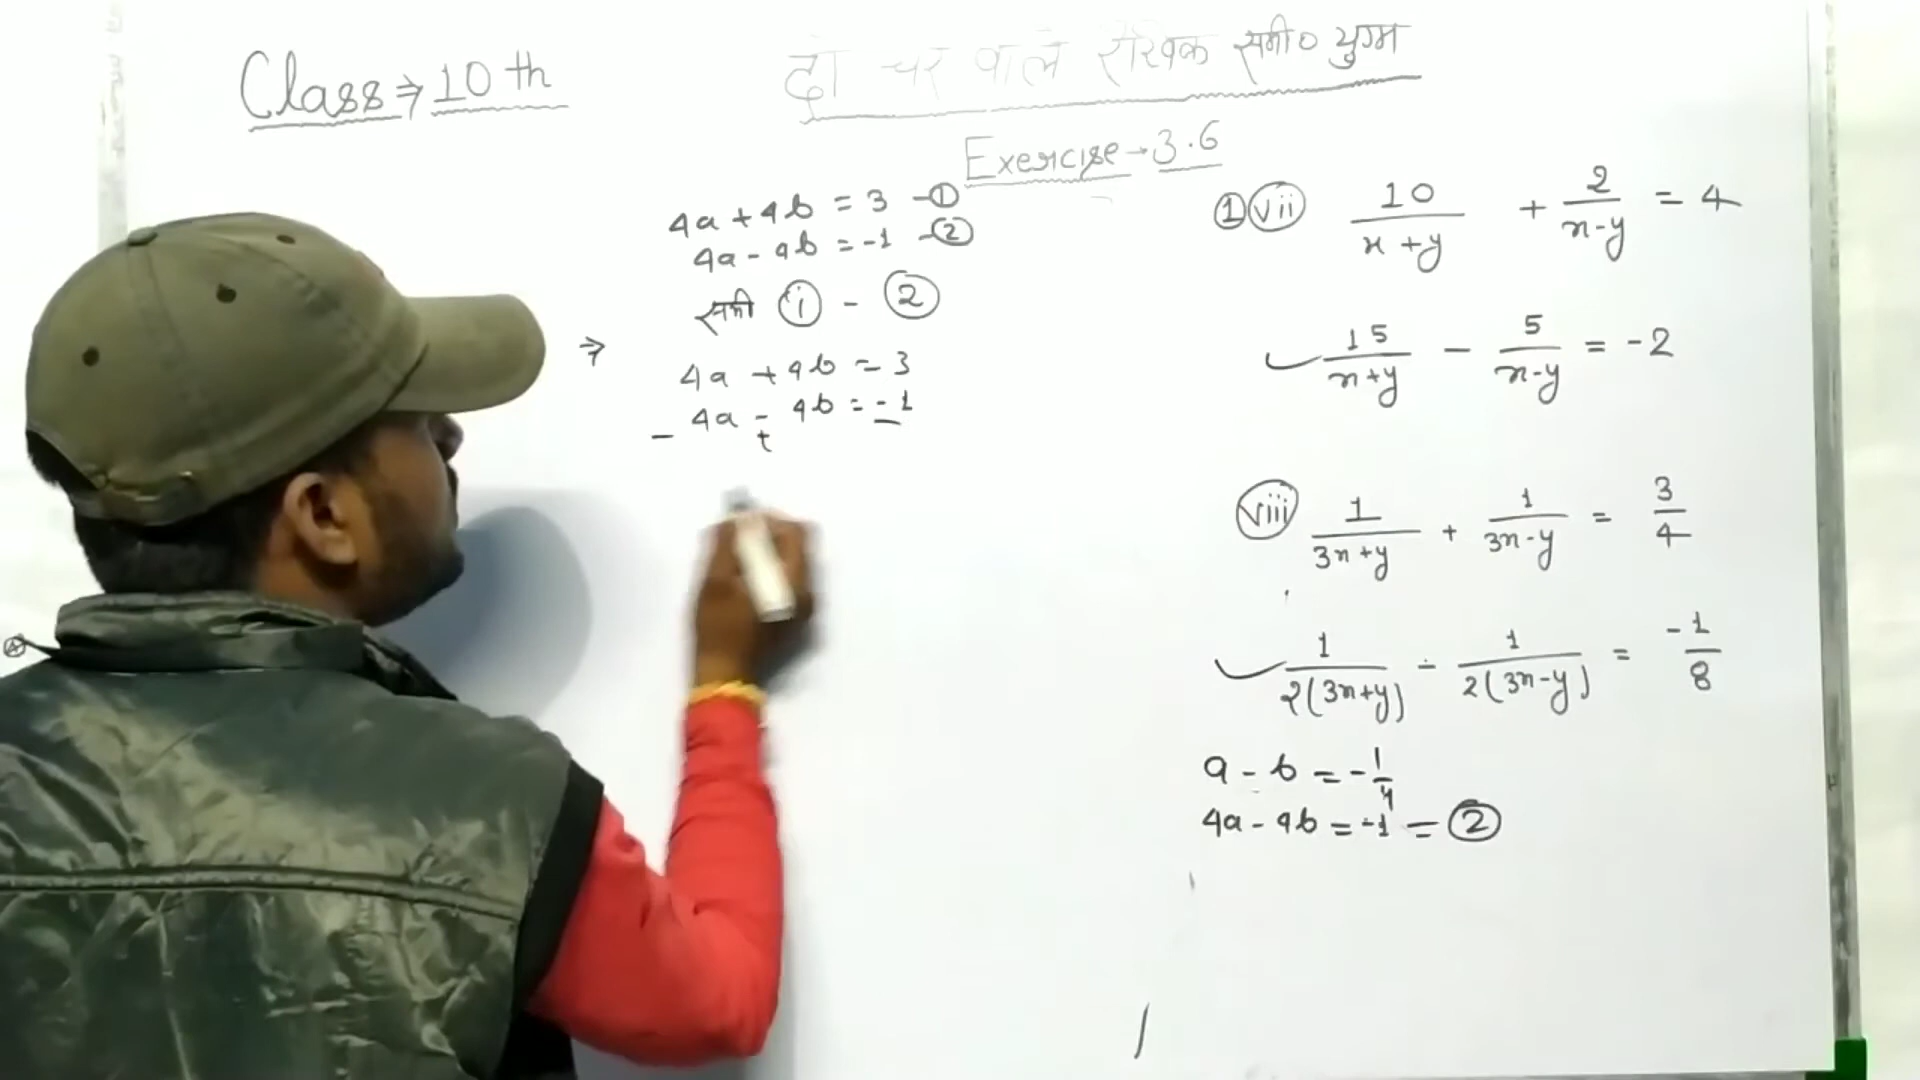 Class → 10 th
दो चर वाले रैखिक समी० युग्म
Exercise → 3.6
4a + 4b = 3 - ①
4a - 4b = -1 - ②
समी ⓘ - ②
⇒ 4a + 4b = 3
4a - 4b = -1
- + -
① (vii) 10/(x+y) + 2/(x-y) = 4
✓ 15/(x+y) - 5/(x-y) = -2
(viii) 1/(3x+y) + 1/(3x-y) = 3/4
✓ 1/2(3x+y) - 1/2(3x-y) = -1/8
a - b = -1/4
4a - 4b = -1 = ②